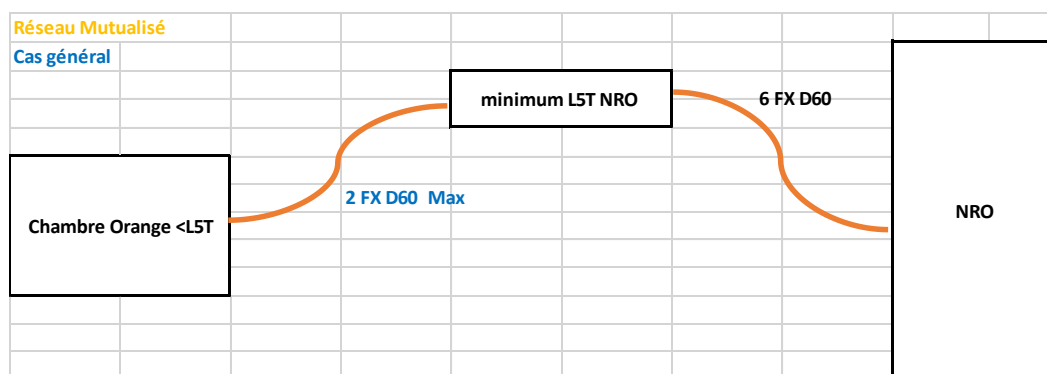 Réseau Mutualisé
Cas général
minimum L5T NRO
6 FX D60
2 FX D60  Max
Chambre Orange <L5T
NRO